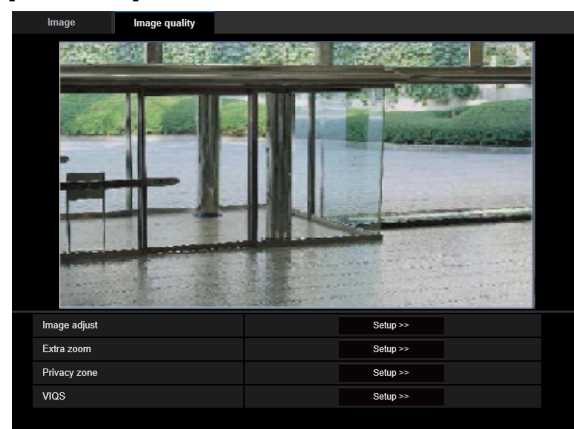 Image Image quality
Image adjust Setup >>
Extra zoom Setup >>
Privacy zone Setup >>
VIQS Setup >>